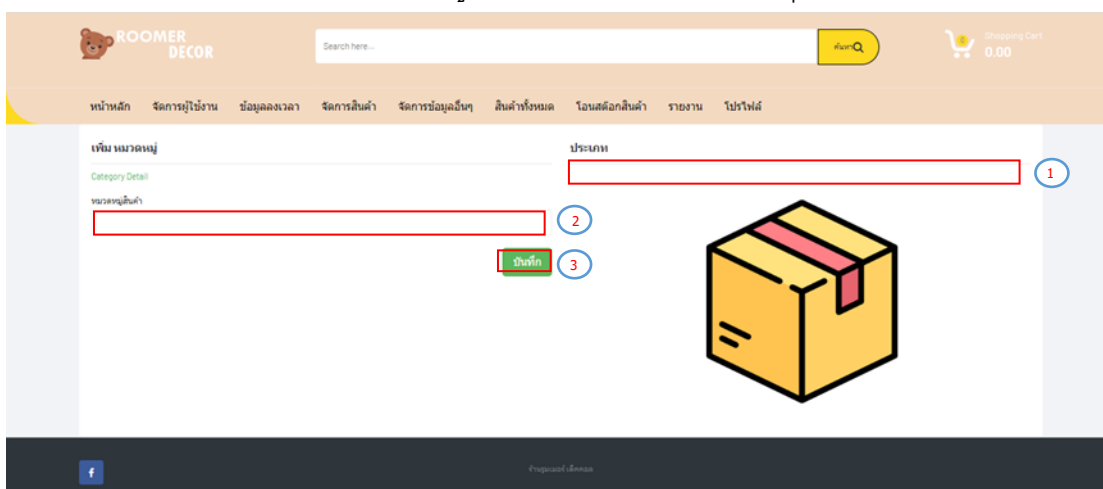 ROOMER
DECOR
Search here...
ค้นหา
0
Shopping Cart
0.00
หน้าหลัก จัดการผู้ใช้งาน ข้อมูลลงเวลา จัดการสินค้า จัดการข้อมูลอื่นๆ สินค้าทั้งหมด โอนสต๊อกสินค้า รายงาน โปรไฟล์
เพิ่ม หมวดหมู่
ประเภท
Category Detail
1
หมวดหมู่สินค้า
2
บันทึก
3
f